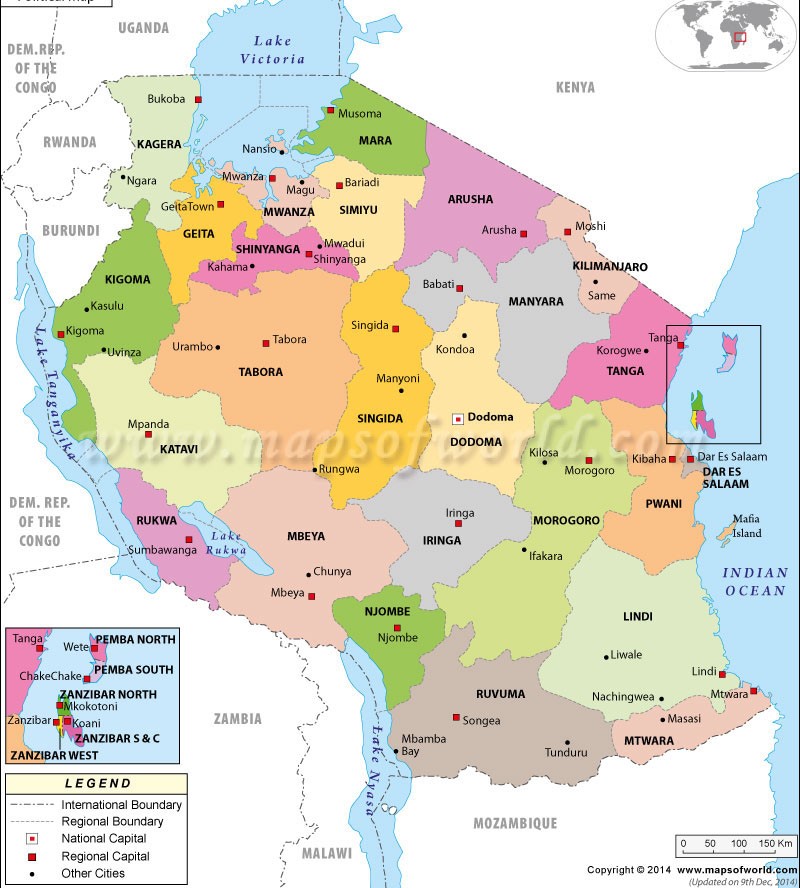 Political Map
UGANDA
Lake
Victoria
DEM.REP.
OF THE
CONGO
KENYA
Bukoba
Musoma
MARA
RWANDA
KAGERA
Nansio
Ngara
Mwanza
Magu
Bariadi
GeitaTown
MWANZA
SIMIYU
ARUSHA
BURUNDI
GEITA
Arusha
Moshi
SHINYANGA
Mwadui
Shinyanga
Kahama
KILIMANJARO
KIGOMA
Babati
MANYARA
Same
Kasulu
Kigoma
Singida
Tanga
Uvinza
Urambo
Tabora
Kondoa
Korogwe
TABORA
TANGA
Lake Tanganyika
Manyoni
Mpanda
SINGIDA
Dodoma
DODOMA
www.mapsofworld.com
KATAVI
Kilosa
Morogoro
Kibaha
Dar Es Salaam
DAR ES
SALAAM
Rungwa
DEM. REP.
OF THE
CONGO
RUKWA
Lake
Rukwa
Sumbawanga
MBEYA
Iringa
IRINGA
MOROGORO
PWANI
Mafia
Island
Ifakara
Chunya
Mbeya
INDIAN
OCEAN
NJOMBE
Njombe
LINDI
Liwale
Lindi
Mtwara
Nachingwea
RUVUMA
Songea
Masasi
MTWARA
Mbamba
Bay
Tunduru
Lake Nyasa
ZAMBIA
MALAWI
MOZAMBIQUE
Tanga
PEMBA NORTH
Wete
PEMBA SOUTH
ChakeChake
ZANZIBAR NORTH
Mkokotoni
Zanzibar
Koani
ZANZIBAR S & C
ZANZIBAR WEST
LEGEND
International Boundary
Regional Boundary
National Capital
Regional Capital
Other Cities
0 50 100 150 Km
Copyright © 2014 www.mapsofworld.com
(Updated on 9th Dec, 2014)